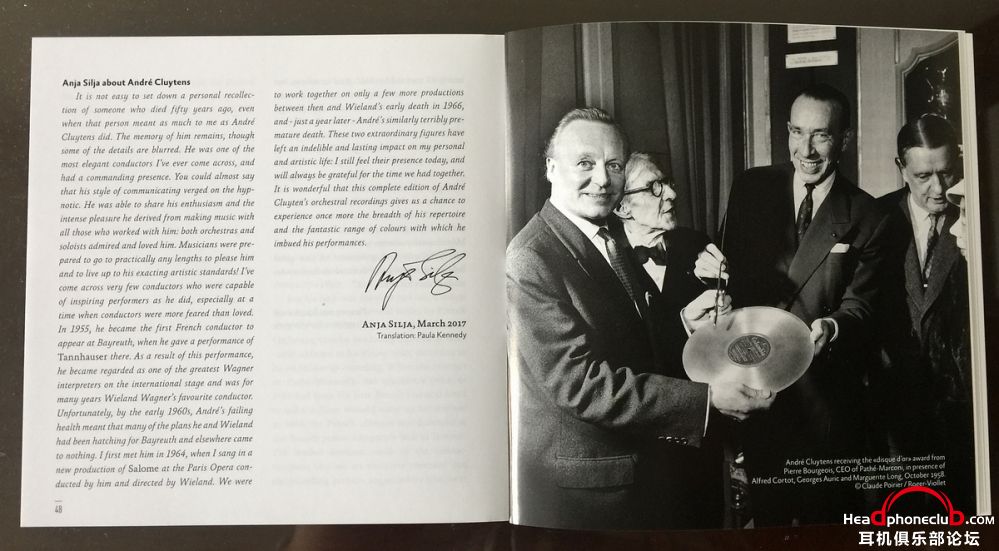 Anja Silja about André Cluytens
It is not easy to set down a personal recollec-
tion of someone who died fifty years ago, even
when that person meant as much to me as André
Cluytens did. The memory of him remains, though
some of the details are blurred. He was one of the
most elegant conductors I've ever come across, and
had a commanding presence. You could almost say
that his style of communicating verged on the hyp-
notic. He was able to share his enthusiasm and the
intense pleasure he derived from making music with
all those who worked with him: both orchestras and
soloists admired and loved him. Musicians were pre-
pared to go to practically any lengths to please him
and to live up to his exacting artistic standards! I've
come across very few conductors who were capable
of inspiring performers as he did, especially at a
time when conductors were more feared than loved.
In 1955, he became the first French conductor to
appear at Bayreuth, when he gave a performance of
Tannhauser there. As a result of this performance,
he became regarded as one of the greatest Wagner
interpreters on the international stage and was for
many years Wieland Wagner's favourite conductor.
Unfortunately, by the early 1960s, André's failing
health meant that many of the plans he and Wieland
had been hatching for Bayreuth and elsewhere came
to nothing. I first met him in 1964, when I sang in a
new production of Salome at the Paris Opera con-
ducted by him and directed by Wieland. We were
48
to work together on only a few more productions
between then and Wieland's early death in 1966,
and - just a year later - André's similarly terribly pre-
mature death. These two extraordinary figures have
left an indelible and lasting impact on my personal
and artistic life: I still feel their presence today, and
will always be grateful for the time we had together.
It is wonderful that this complete edition of André
Cluyten's orchestral recordings gives us a chance to
experience once more the breadth of his repertoire
and the fantastic range of colours with which he
imbued his performances.
Anja Silja
Anja Silja, March 2017
Translation: Paula Kennedy
André Cluytens receiving the «disque d'or» award from
Pierre Bourgeois, CEO of Pathé-Marconi, in presence of
Alfred Cortot, Georges Auric and Marguerite Long, October 1958.
© Claude Poirier / Roger-Viollet
HeadphoneclubD.com
耳机俱乐部论坛